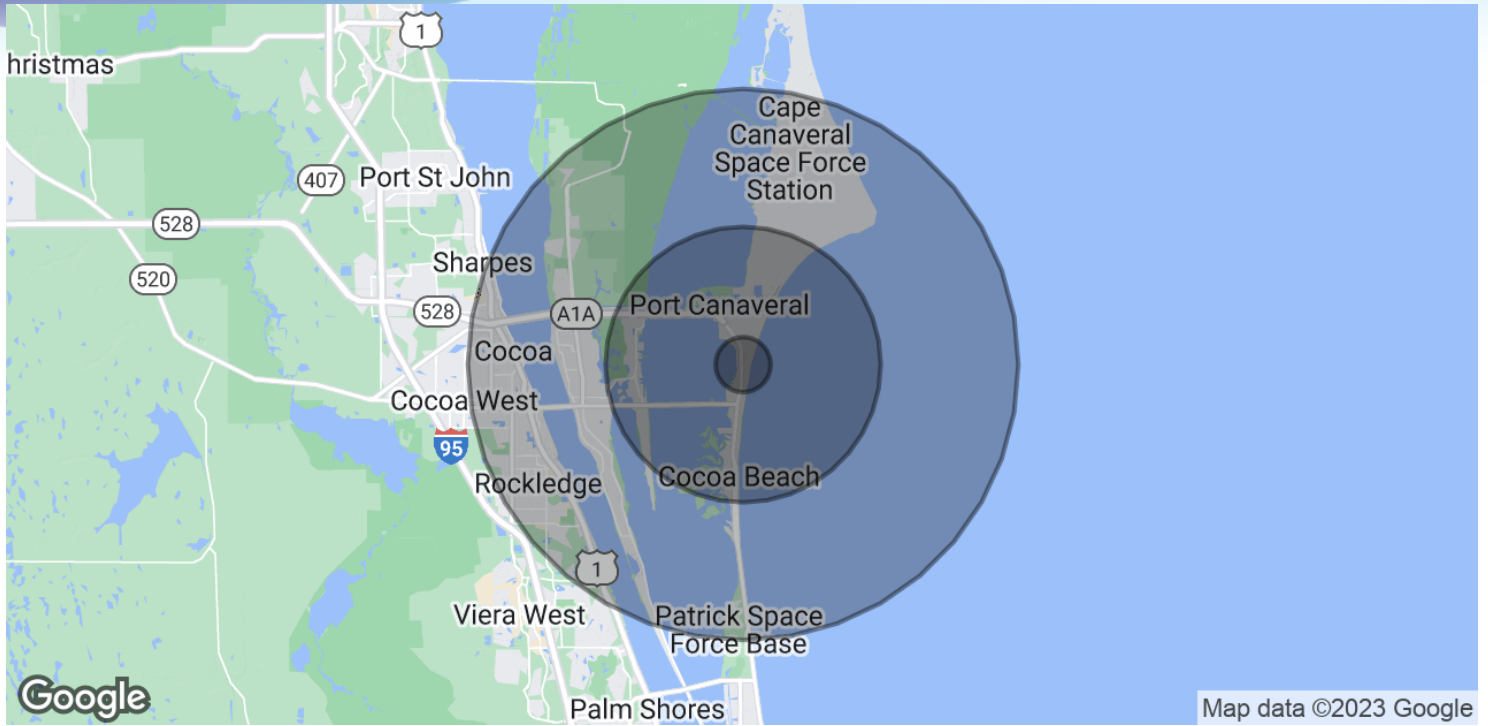 1
hristmas
Cape
Canaveral
Space Force
Station
407
Port St John
528
Sharpes
520
528
A1A
Port Canaveral
Cocoa
Cocoa West
95
Rockledge
Cocoa Beach
1
Viera West
Patrick Space
Force Base
Google
Palm Shores
Map data ©2023 Google